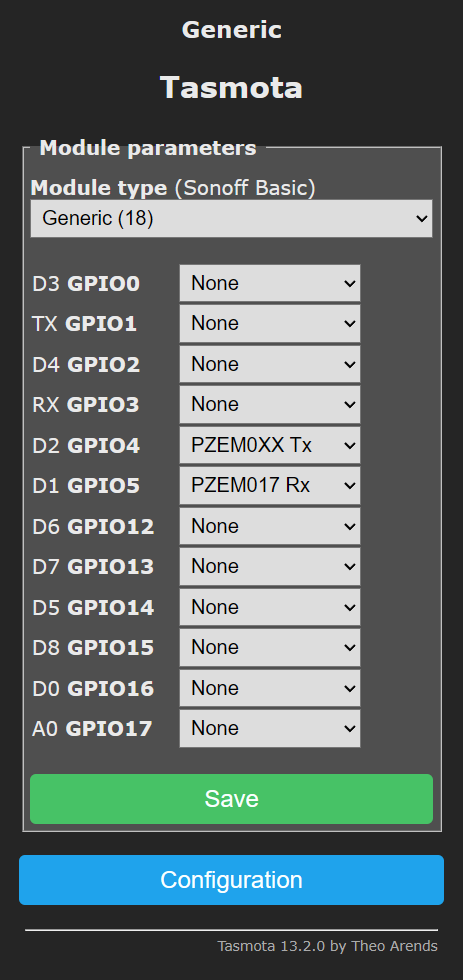 Generic
Tasmota
Module parameters
Module type (Sonoff Basic)
Generic (18)
D3 GPIO0 None
TX GPIO1 None
D4 GPIO2 None
RX GPIO3 None
D2 GPIO4 PZEM0XX Tx
D1 GPIO5 PZEM017 Rx
D6 GPIO12 None
D7 GPIO13 None
D5 GPIO14 None
D8 GPIO15 None
D0 GPIO16 None
A0 GPIO17 None
Save
Configuration
Tasmota 13.2.0 by Theo Arends